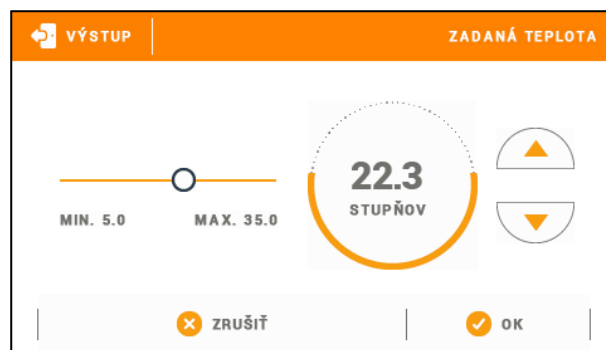 VÝSTUP
ZADANÁ TEPLOTA
22.3
STUPŇOV
MIN. 5.0
MAX. 35.0
ZRUŠIŤ
OK